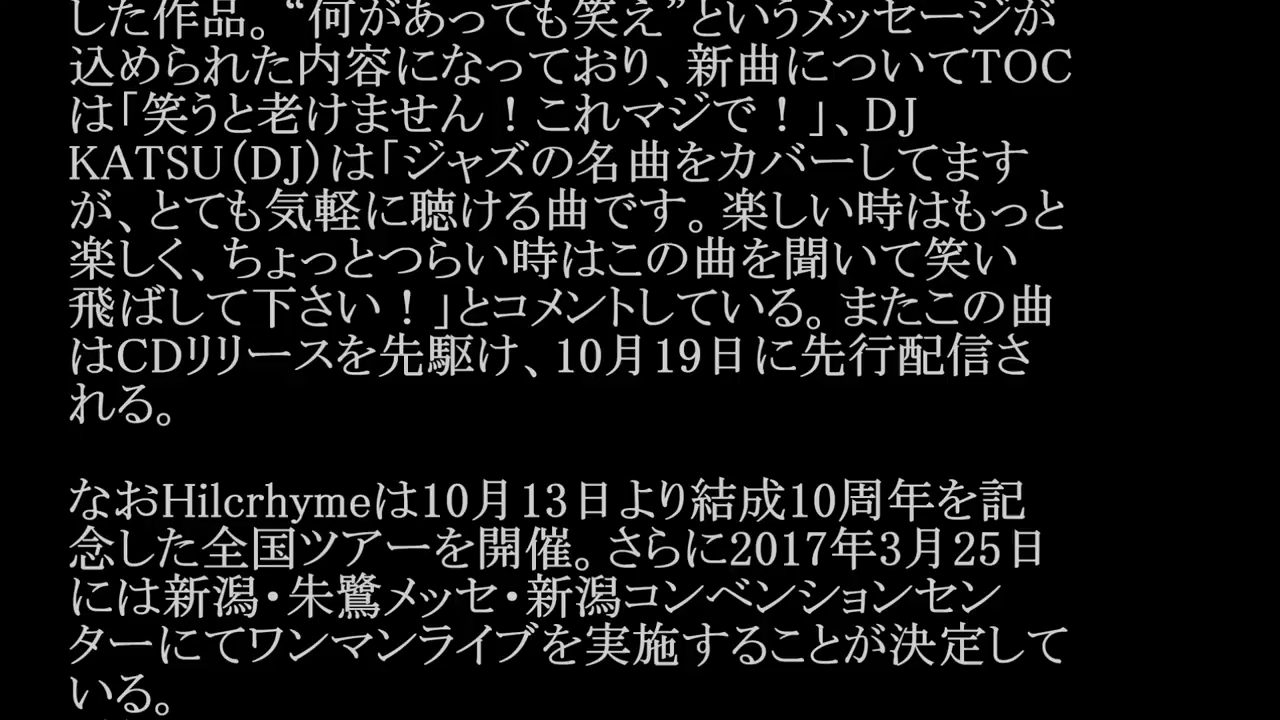 した作品。“何があっても笑え”というメッセージが
込められた内容になっており、新曲についてTOC
は「笑うと老けません！これマジで！」、DJ
KATSU（DJ）は「ジャズの名曲をカバーしてます
が、とても気軽に聴ける曲です。楽しい時はもっと
楽しく、ちょっとつらい時はこの曲を聞いて笑い
飛ばして下さい！」とコメントしている。またこの曲
はCDリリースを先駆け、10月19日に先行配信さ
れる。
なおHilcrhymeは10月13日より結成10周年を記
念した全国ツアーを開催。さらに2017年3月25日
には新潟・朱鷺メッセ・新潟コンベンションセン
ターにてワンマンライブを実施することが決定して
いる。